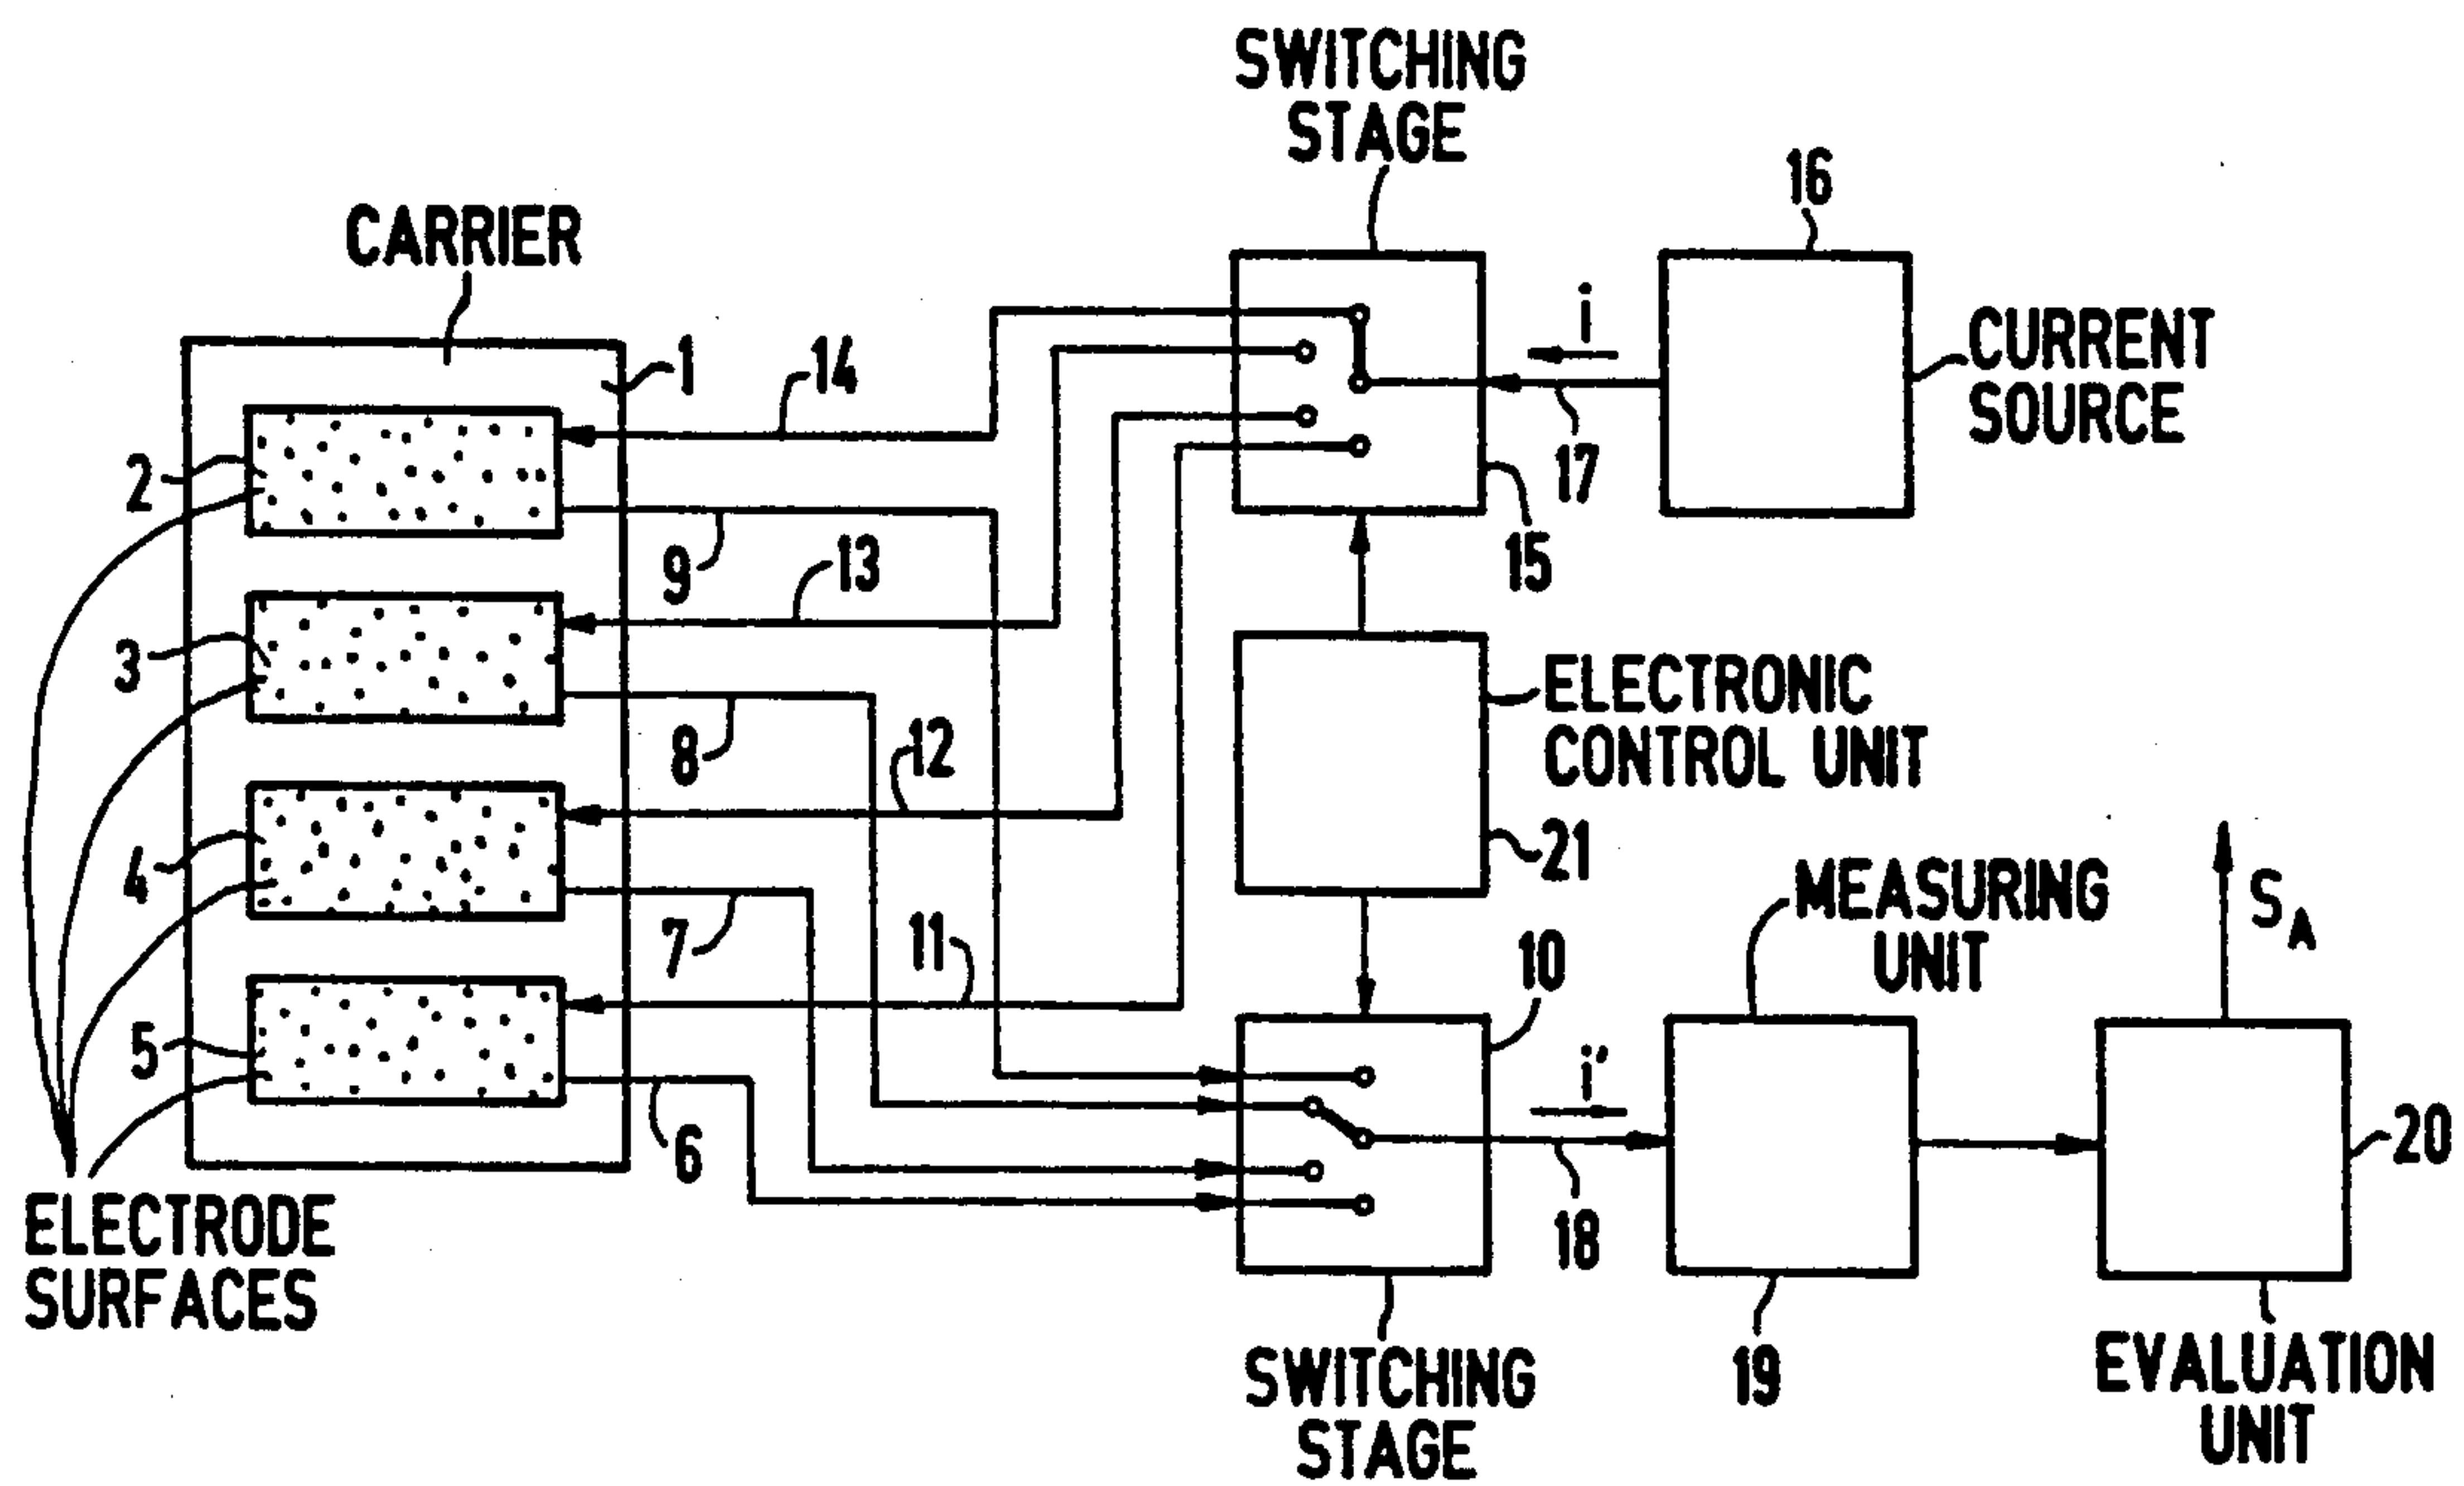 SWITCHING
STAGE
16
CARRIER
i
CURRENT
SOURCE
1
14
2
17
15
9
13
3
ELECTRONIC
CONTROL UNIT
8
12
4
21
MEASURING
UNIT
S A
7
11
10
5
i'
20
6
18
ELECTRODE
SURFACES
19
SWITCHING
STAGE
EVALUATION
UNIT